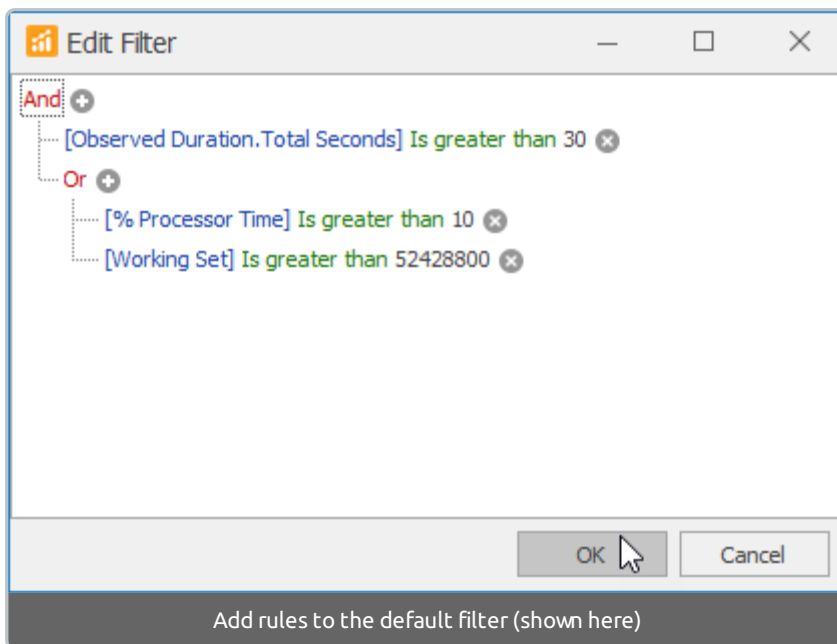 Edit Filter
And
[Observed Duration.Total Seconds] Is greater than 30
Or
[% Processor Time] Is greater than 10
[Working Set] Is greater than 52428800
OK Cancel
Add rules to the default filter (shown here)